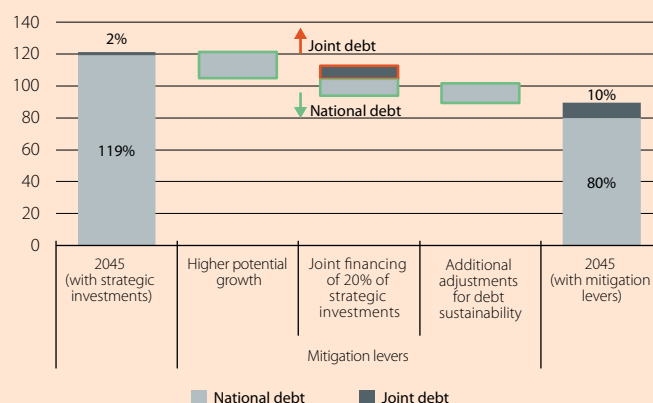 140
120
100
80
60
40
20
0
2%
119%
Joint debt
National debt
10%
80%
2045
(with strategic
investments)
Higher potential
growth
Joint financing
of 20% of
strategic
investments
Additional
adjustments
for debt
sustainability
2045
(with mitigation
levers)
Mitigation levers
National debt
Joint debt